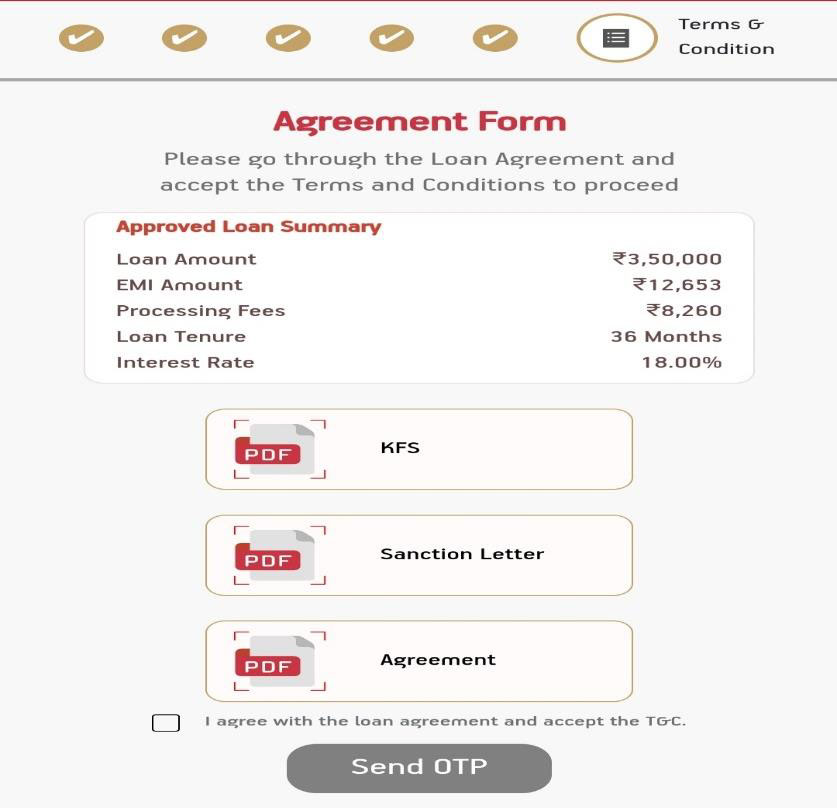 Terms &
Condition
Agreement Form
Please go through the Loan Agreement and
accept the Terms and Conditions to proceed
Approved Loan Summary
Loan Amount ₹3,50,000
EMI Amount ₹12,653
Processing Fees ₹8,260
Loan Tenure 36 Months
Interest Rate 18.00%
PDF KFS
PDF Sanction Letter
PDF Agreement
I agree with the loan agreement and accept the T&C.
Send OTP